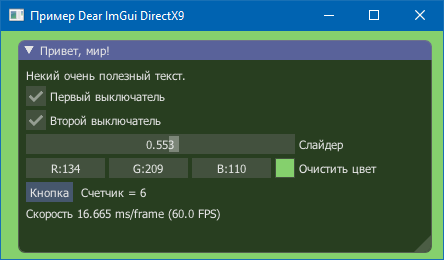 Пример Dear ImGui DirectX9
Привет, мир!
Некий очень полезный текст.
Первый выключатель
Второй выключатель
0.553 Слайдер
R:134 G:209 B:110 Очистить цвет
Кнопка Счетчик = 6
Скорость 16.665 ms/frame (60.0 FPS)